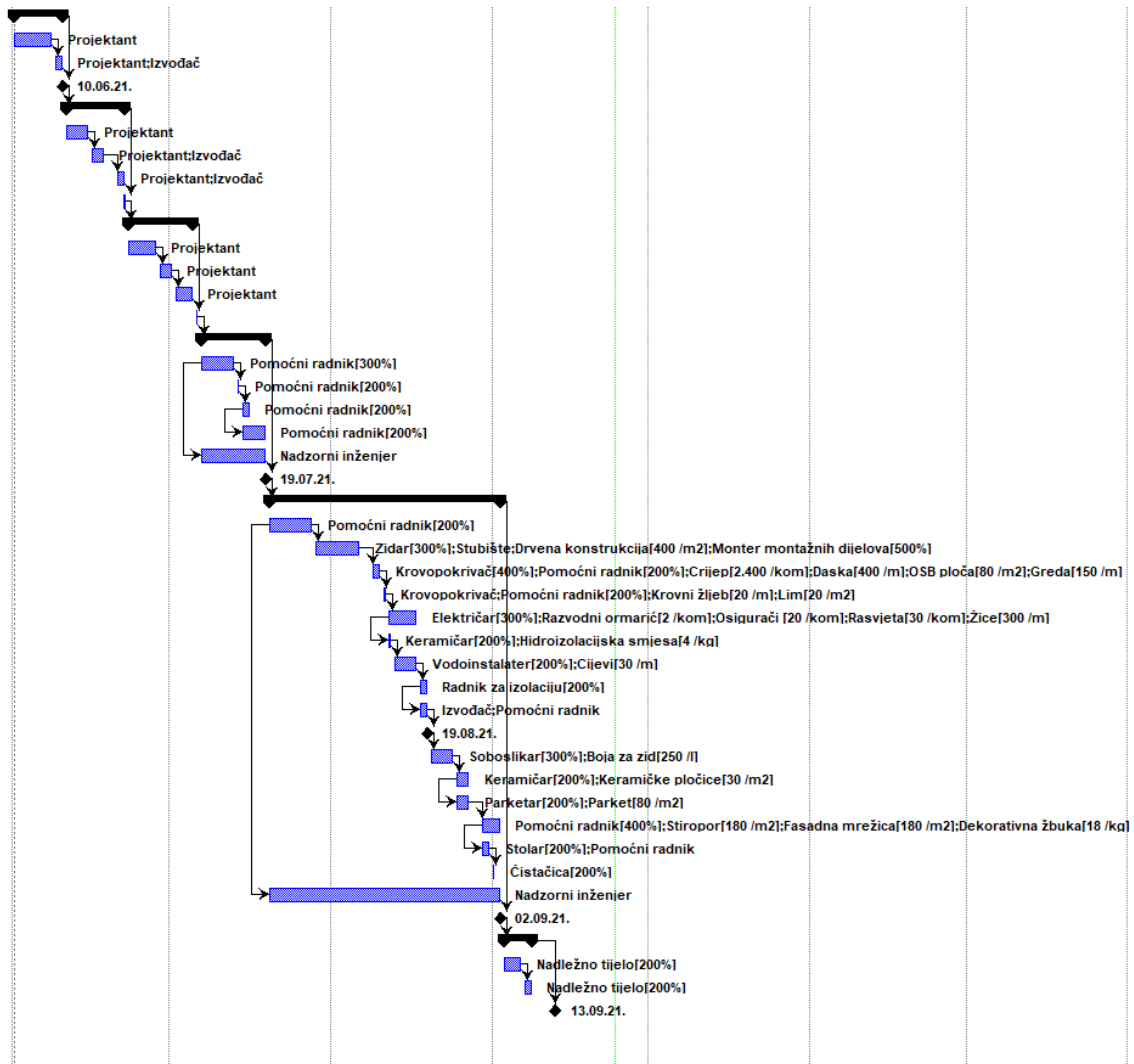 Projektant
Projektant;Izvođač
10.06.21.
Projektant
Projektant;Izvođač
Projektant;Izvođač
Projektant
Projektant
Projektant
Pomoćni radnik[300%]
Pomoćni radnik[200%]
Pomoćni radnik[200%]
Pomoćni radnik[200%]
Nadzorni inženjer
19.07.21.
Pomoćni radnik[200%]
Zidar[300%];Stubište;Drvena konstrukcija[400 /m2];Monter montažnih dijelova[500%]
Krovopokrivač[400%];Pomoćni radnik[200%];Crijep[2.400 /kom];Daska[400 /m];OSB ploča[80 /m2];Greda[150 /m]
Krovopokrivač;Pomoćni radnik[200%];Krovni žljeb[20 /m];Lim[20 /m2]
Električar[300%];Razvodni ormarić[2 /kom];Osigurači [20 /kom];Rasvjeta[30 /kom];Žice[300 /m]
Keramičar[200%];Hidroizolacijska smjesa[4 /kg]
Vodoinstalater[200%];Cijevi[30 /m]
Radnik za izolaciju[200%]
Izvođač;Pomoćni radnik
19.08.21.
Soboslikar[300%];Boja za zid[250 /l]
Keramičar[200%];Keramičke pločice[30 /m2]
Parketar[200%];Parket[80 /m2]
Pomoćni radnik[400%];Stiropor[180 /m2];Fasadna mrežica[180 /m2];Dekorativna žbuka[18 /kg]
Stolar[200%];Pomoćni radnik
Čistačica[200%]
Nadzorni inženjer
02.09.21.
Nadležno tijelo[200%]
Nadležno tijelo[200%]
13.09.21.